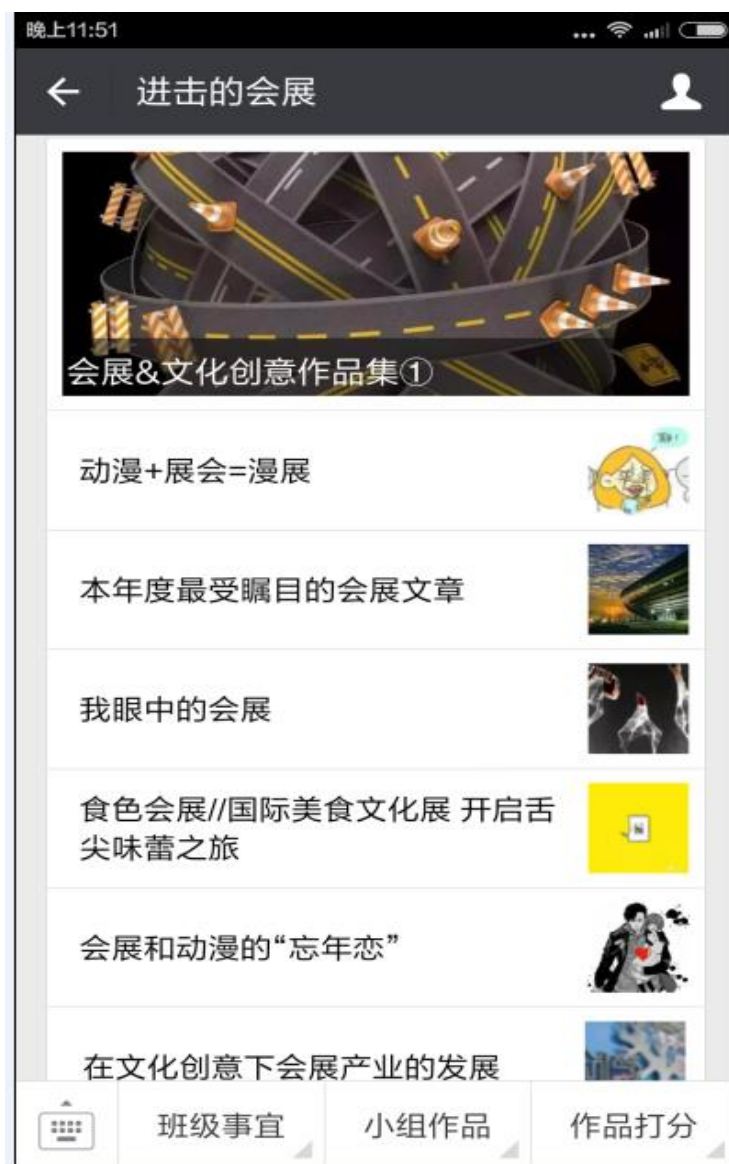 晚上11:51
进击的会展
会展&文化创意作品集①
动漫+展会=漫展
本年度最受瞩目的会展文章
我眼中的会展
食色会展//国际美食文化展 开启舌
尖味蕾之旅
会展和动漫的“忘年恋”
在文化创意下会展产业的发展
班级事宜
小组作品
作品打分